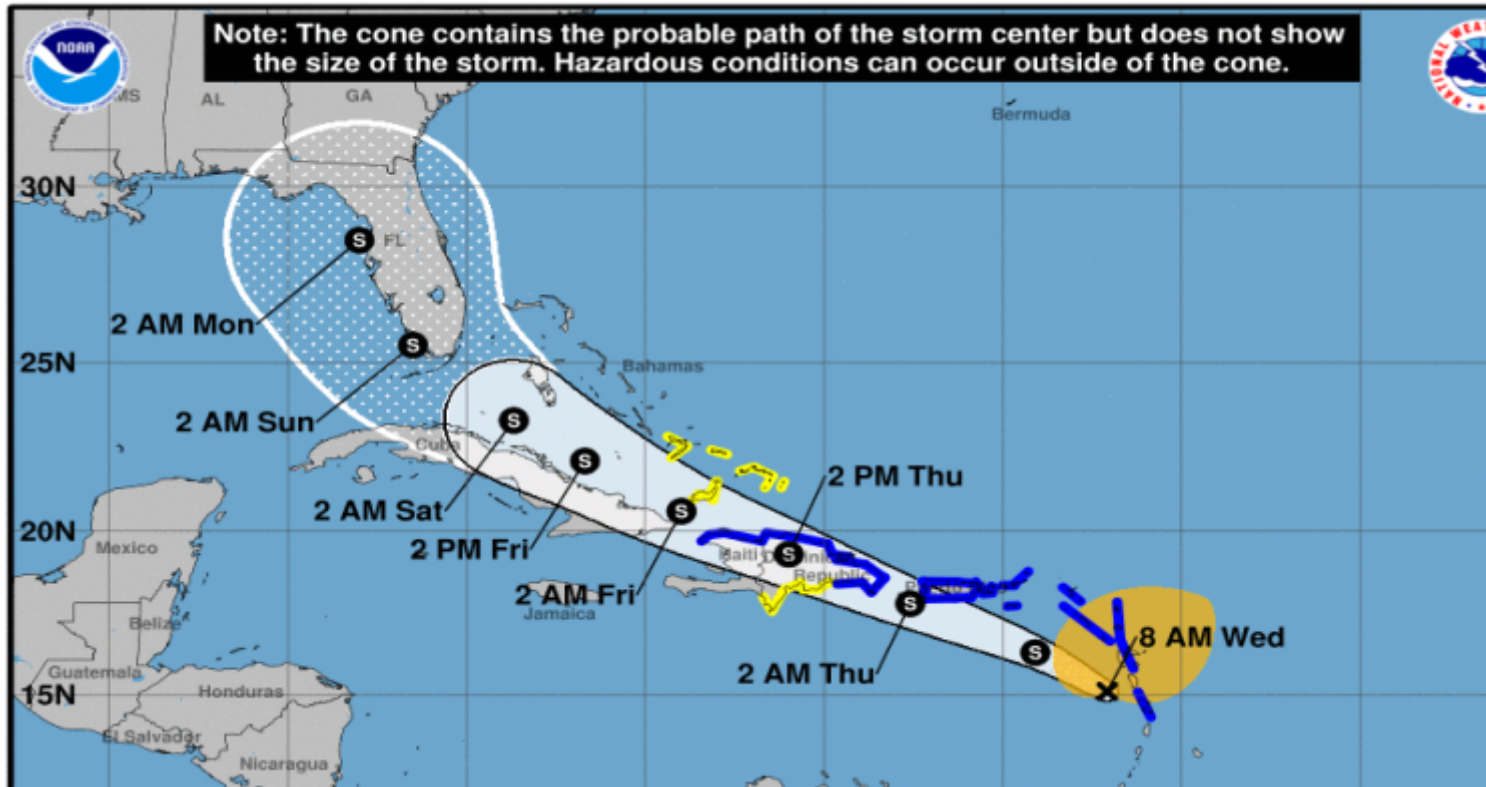 Note: The cone contains the probable path of the storm center but does not show
the size of the storm. Hazardous conditions can occur outside of the cone.
NOAA
MS
AL
GA
Bermuda
30N
FL
2 AM Mon
25N
Bahamas
2 AM Sun
Cuba
2 PM Thu
2 AM Sat
20N
Mexico
2 PM Fri
Haiti
Dominican
Republic
2 AM Fri
Jamaica
Belize
8 AM Wed
2 AM Thu
Guatemala
Honduras
15N
El Salvador
Nicaragua
S
S
S
S
S
S
S
S